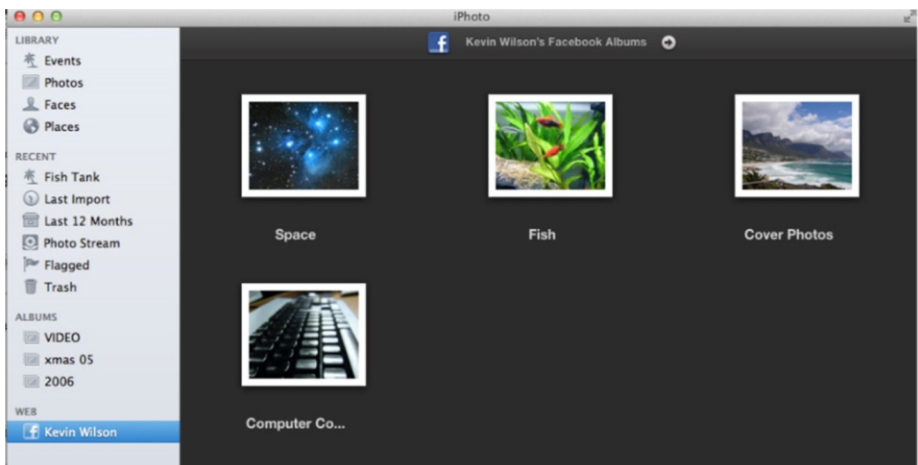 iPhoto
LIBRARY
Events
Photos
Faces
Places
RECENT
Fish Tank
Last Import
Last 12 Months
Photo Stream
Flagged
Trash
ALBUMS
VIDEO
xmas 05
2006
WEB
Kevin Wilson
Kevin Wilson's Facebook Albums
Space
Fish
Cover Photos
Computer Co...